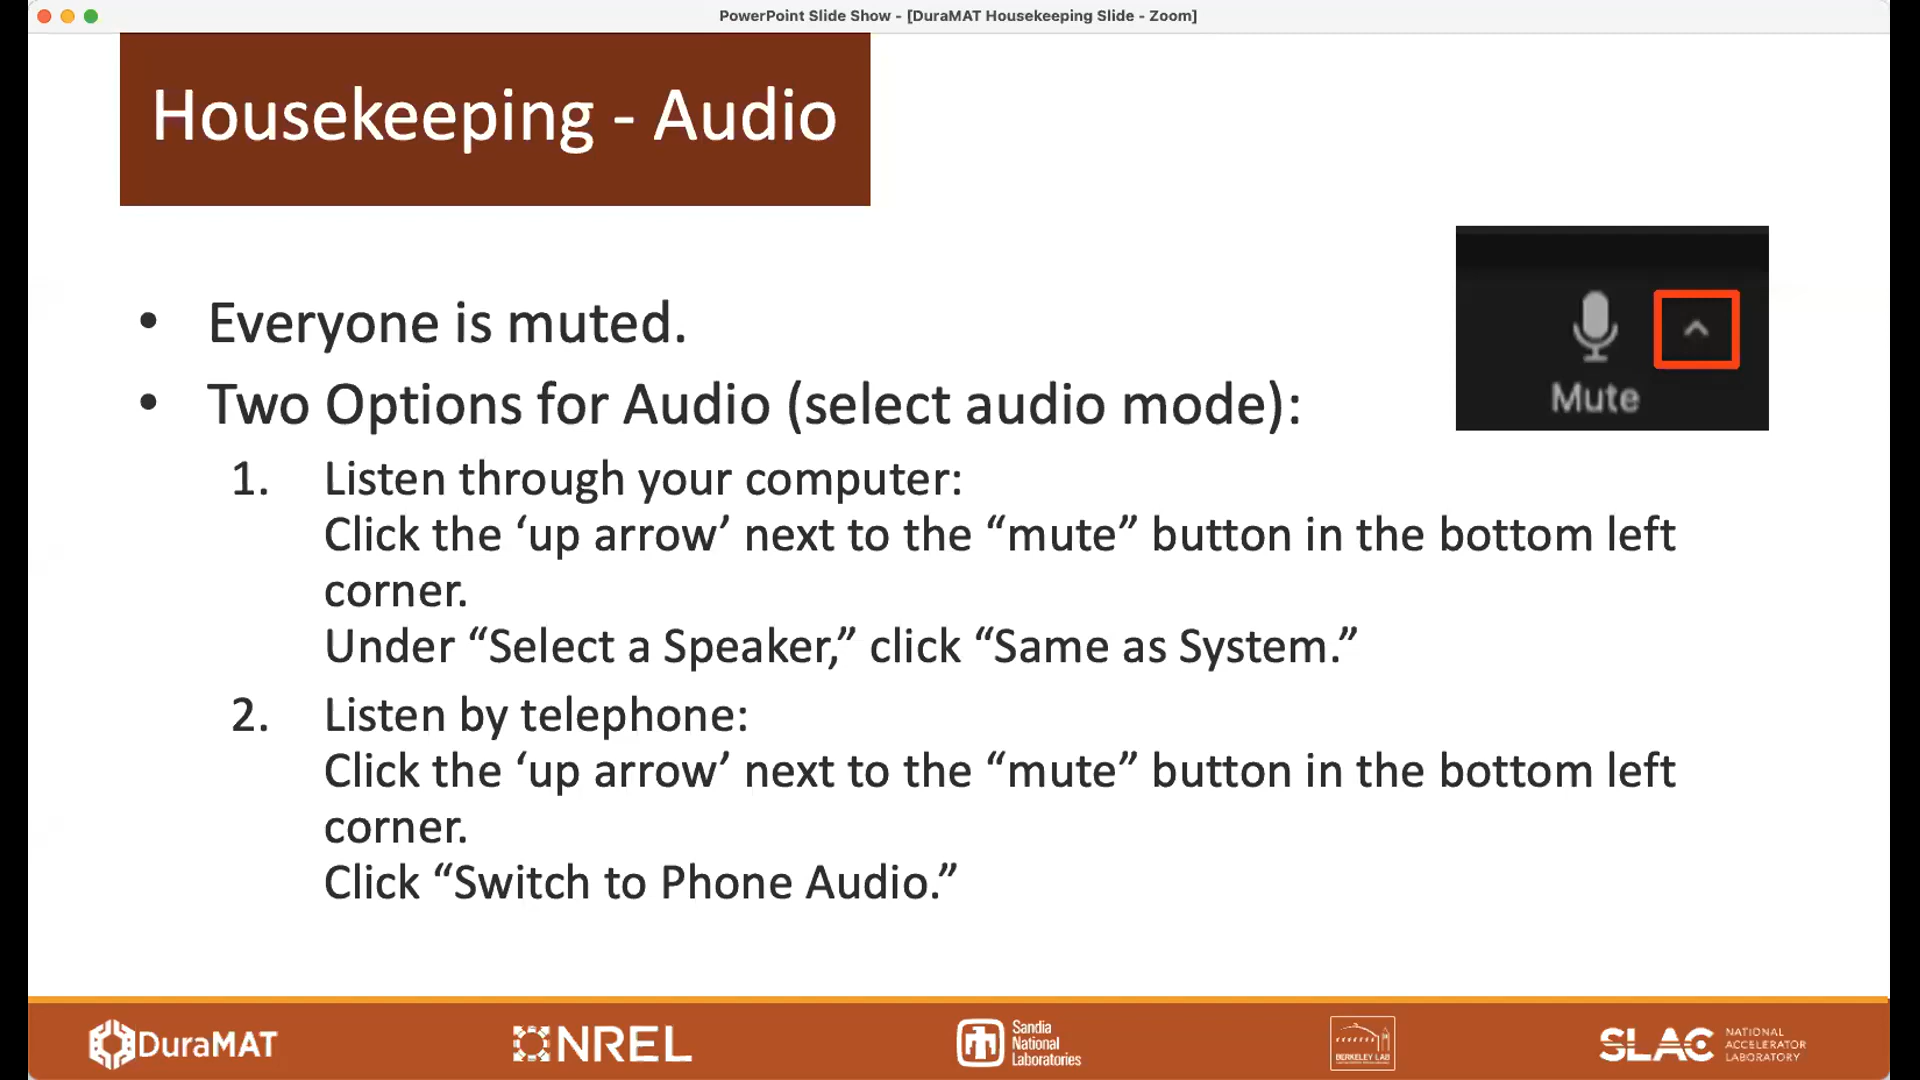 PowerPoint Slide Show - [DuraMAT Housekeeping Slide - Zoom]
Housekeeping - Audio
• Everyone is muted.
• Two Options for Audio (select audio mode):
1. Listen through your computer:
Click the ‘up arrow’ next to the “mute” button in the bottom left
corner.
Under “Select a Speaker,” click “Same as System.”
2. Listen by telephone:
Click the ‘up arrow’ next to the “mute” button in the bottom left
corner.
Click “Switch to Phone Audio.”
Mute
DuraMAT
NREL
Sandia
National
Laboratories
BERKELEY LAB
SLAC
NATIONAL
ACCELERATOR
LABORATORY